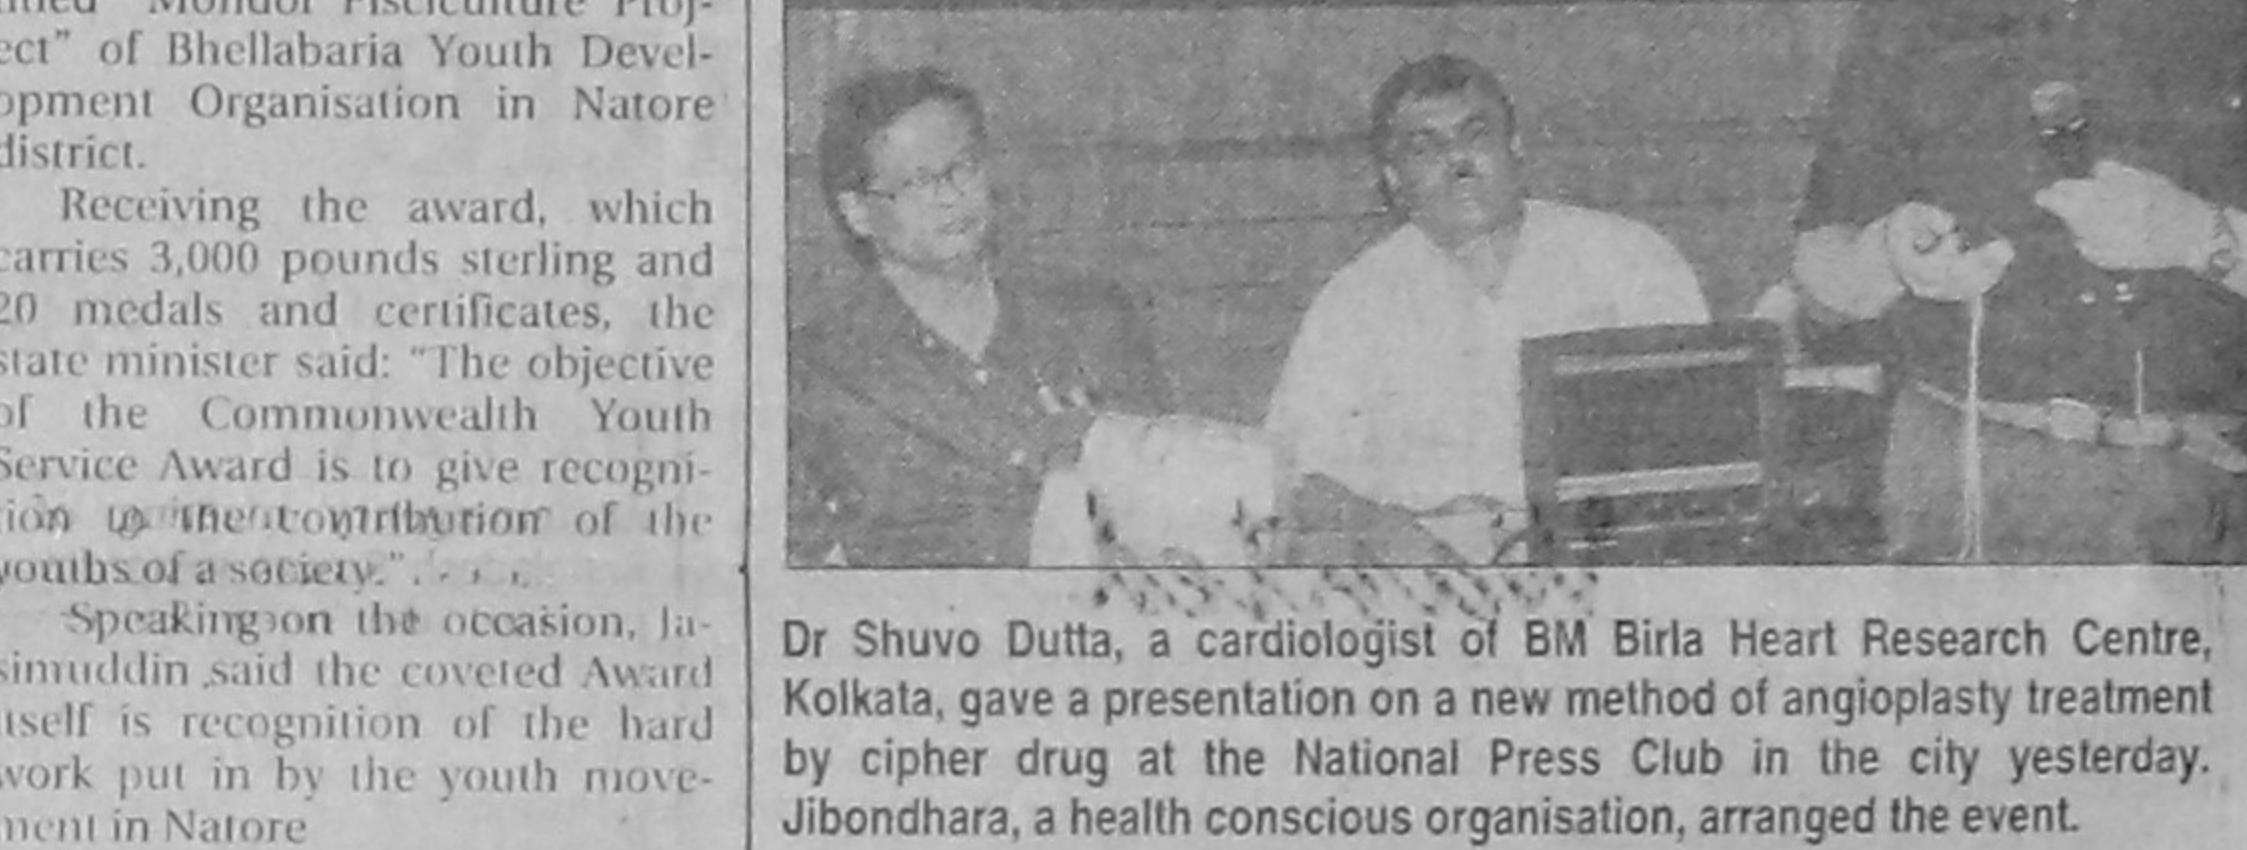 "Mondol Pisciculture Proj-
ect" of Bhellabaria Youth Devel-
opment Organisation in Natore
district.
Receiving the award, which
carries 3,000 pounds sterling and
20 medals and certificates, the
state minister said: "The objective
of the Commonwealth Youth
Service Award is to give recogni-
tion to the contribution of the
youths of a society."
Speaking on the occasion, Ja-
simuddin said the coveted Award
itself is recognition of the hard
work put in by the youth move-
ment in Natore
Dr Shuvo Dutta, a cardiologist of BM Birla Heart Research Centre,
Kolkata, gave a presentation on a new method of angioplasty treatment
by cipher drug at the National Press Club in the city yesterday.
Jibondhara, a health conscious organisation, arranged the event.